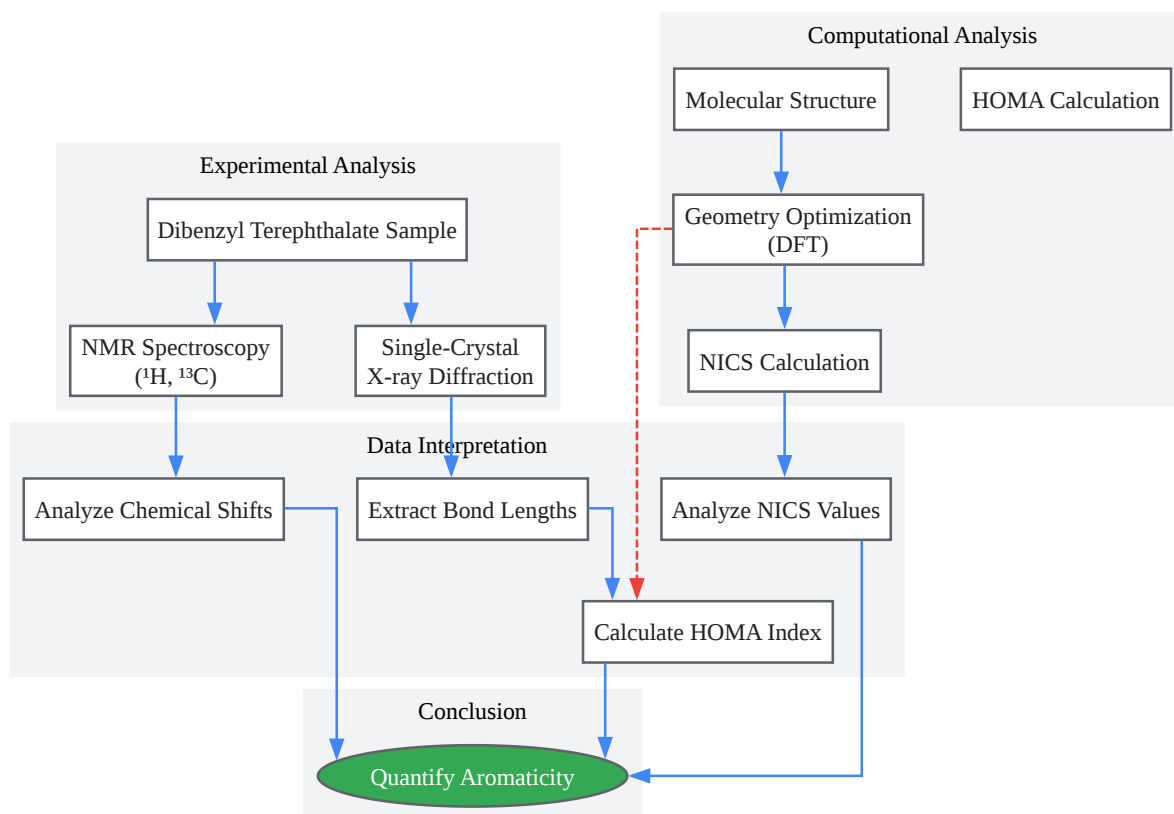 Computational Analysis
Molecular Structure
HOMA Calculation
Experimental Analysis
Dibenzyl Terephthalate Sample
Geometry Optimization
(DFT)
NMR Spectroscopy
(¹H, ¹³C)
Single-Crystal
X-ray Diffraction
NICS Calculation
Data Interpretation
Analyze Chemical Shifts
Extract Bond Lengths
Analyze NICS Values
Calculate HOMA Index
Conclusion
Quantify Aromaticity